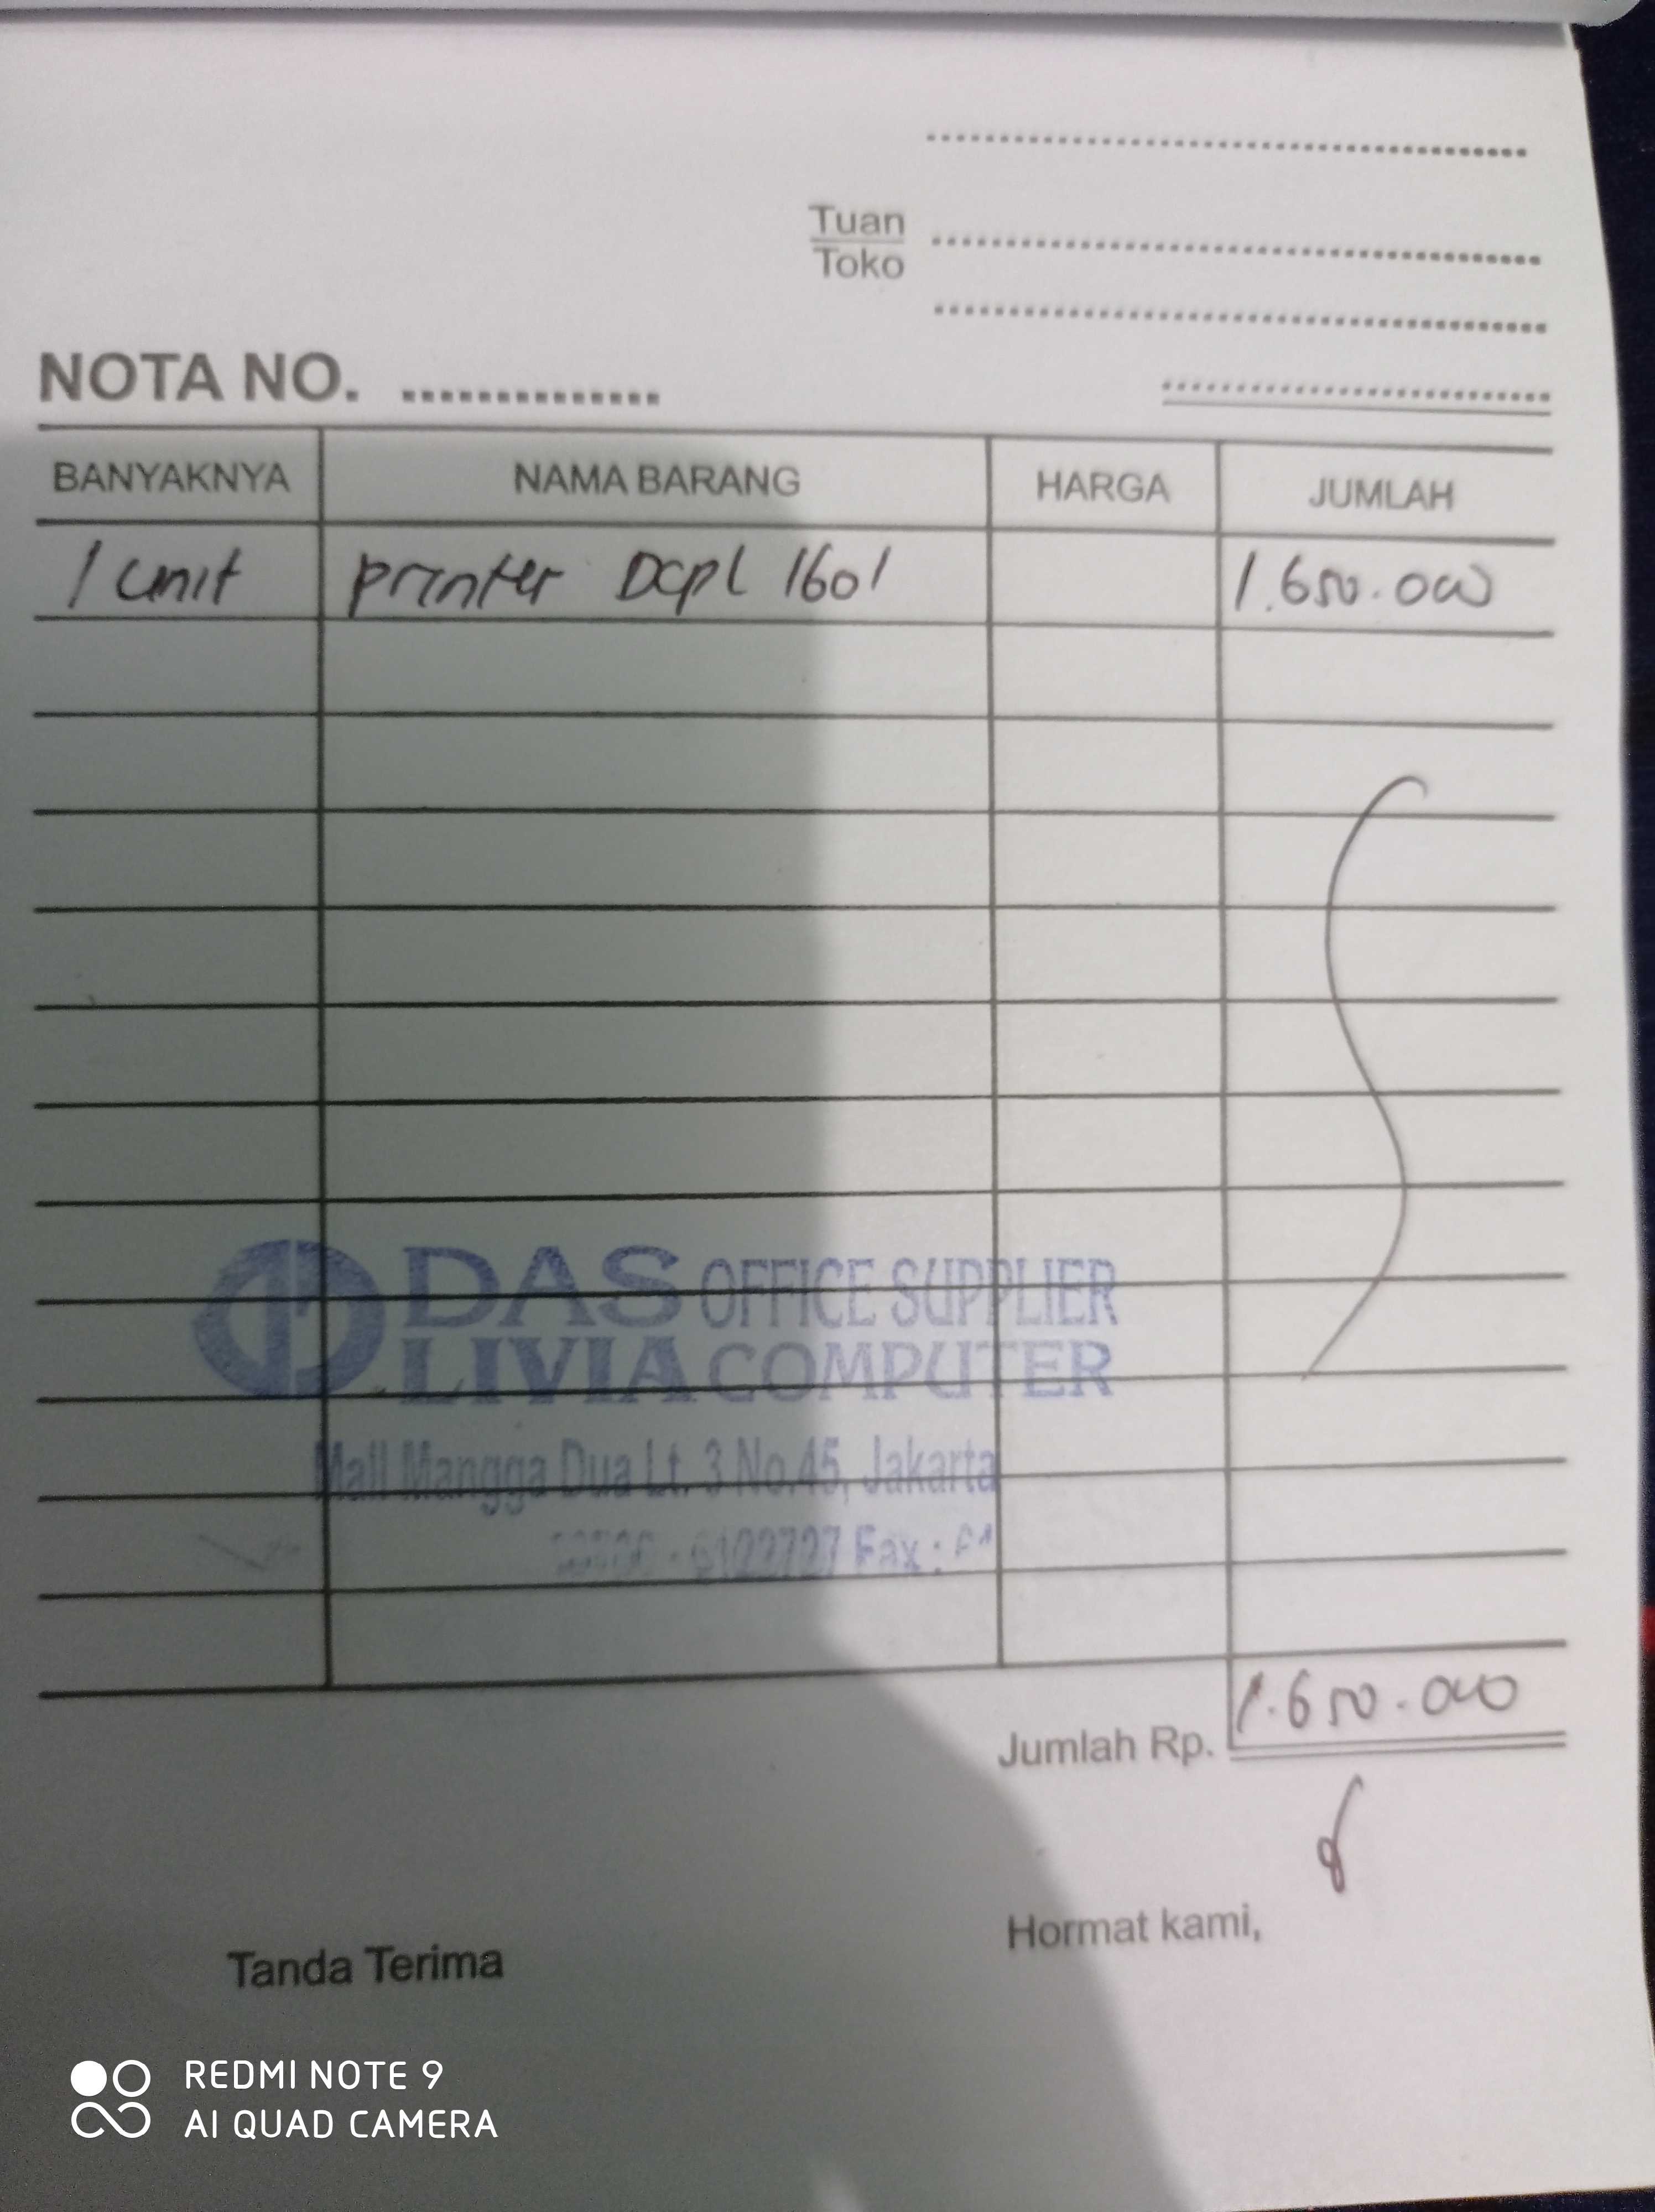 Tuan
Toko
NOTA NO.
BANYAKNYA NAMA BARANG HARGA JUMLAH
1 unit printer Dcpl 1601 1.650.000
DAS OFFICE SUPPLIER
LIVIA COMPUTER
Mall Mangga Dua Lt. 3 No.45, Jakarta
6122727 Fax :
Jumlah Rp. 1.650.000
Tanda Terima Hormat kami,
REDMI NOTE 9
AI QUAD CAMERA